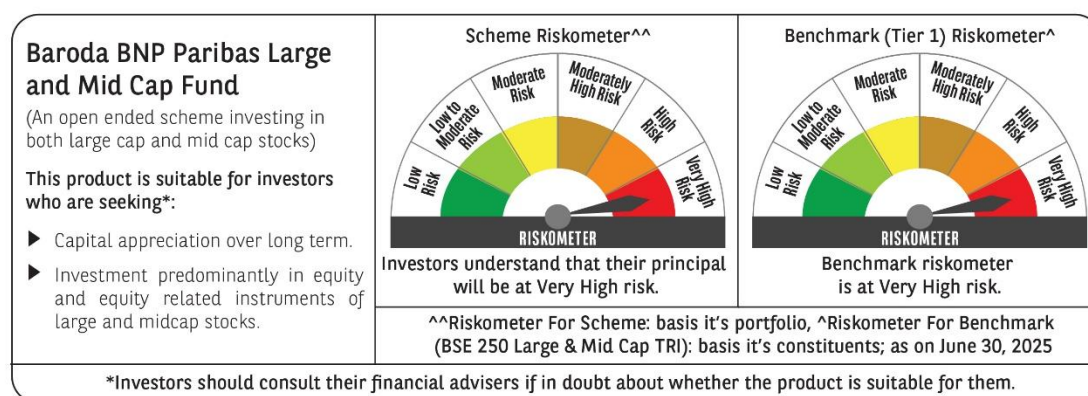 Baroda BNP Paribas Large
and Mid Cap Fund
(An open ended scheme investing in
both large cap and mid cap stocks)
This product is suitable for investors
who are seeking*:
▶ Capital appreciation over long term.
▶ Investment predominantly in equity
and equity related instruments of
large and midcap stocks.
Scheme Riskometer^^
Low
Risk
Low to
Moderate
Risk
Moderate
Risk
Moderately
High Risk
High
Risk
Very High
Risk
RISKOMETER
Investors understand that their principal
will be at Very High risk.
Benchmark (Tier 1) Riskometer^
Low
Risk
Low to
Moderate
Risk
Moderate
Risk
Moderately
High Risk
High
Risk
Very High
Risk
RISKOMETER
Benchmark riskometer
is at Very High risk.
^^Riskometer For Scheme: basis it's portfolio, ^Riskometer For Benchmark
(BSE 250 Large & Mid Cap TRI): basis it's constituents; as on June 30, 2025
*Investors should consult their financial advisers if in doubt about whether the product is suitable for them.